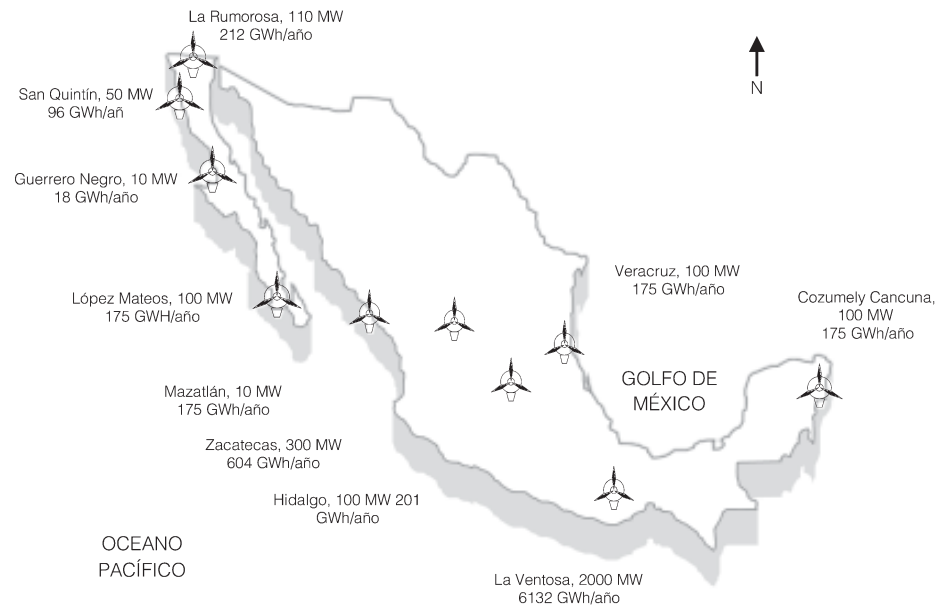 La Rumorosa, 110 MW
212 GWh/año
N
San Quintín, 50 MW
96 GWh/añ
Guerrero Negro, 10 MW
18 GWh/año
Veracruz, 100 MW
175 GWh/año
López Mateos, 100 MW
175 GWH/año
Cozumely Cancuna,
100 MW
175 GWh/año
Mazatlán, 10 MW
175 GWh/año
GOLFO DE
MÉXICO
Zacatecas, 300 MW
604 GWh/año
Hidalgo, 100 MW 201
GWh/año
OCEANO
PACÍFICO
La Ventosa, 2000 MW
6132 GWh/año